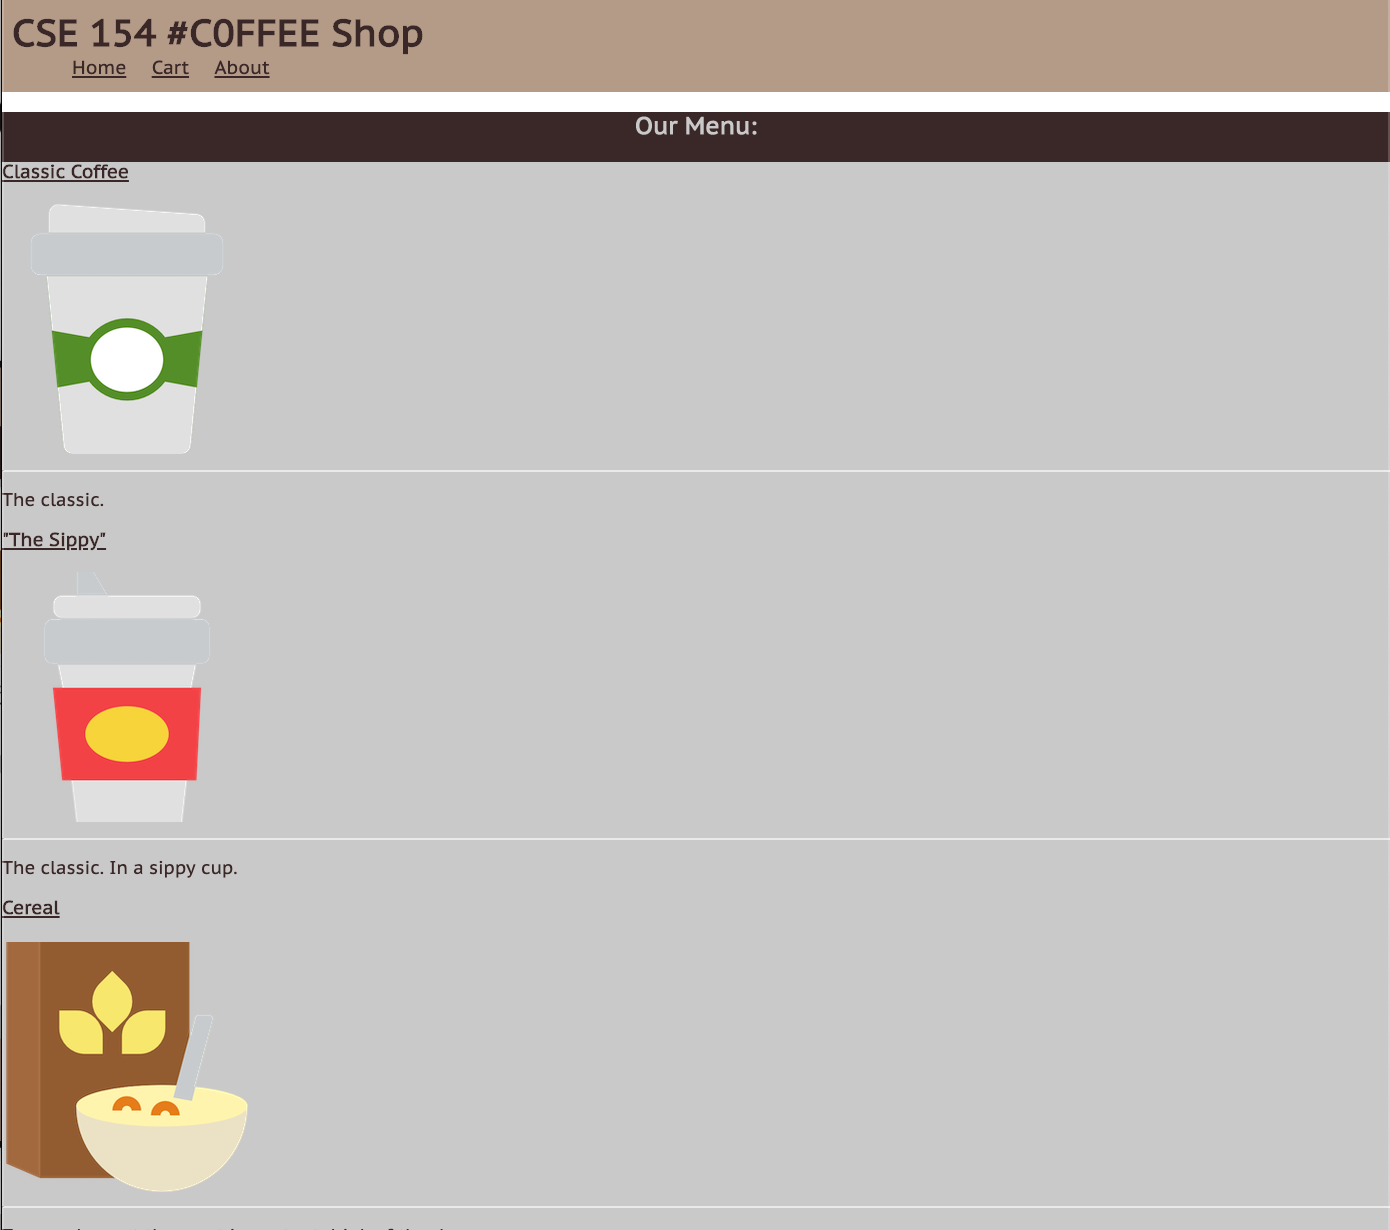 CSE 154 #C0FFEE Shop
Home Cart About
Our Menu:
Classic Coffee
The classic.
"The Sippy"
The classic. In a sippy cup.
Cereal